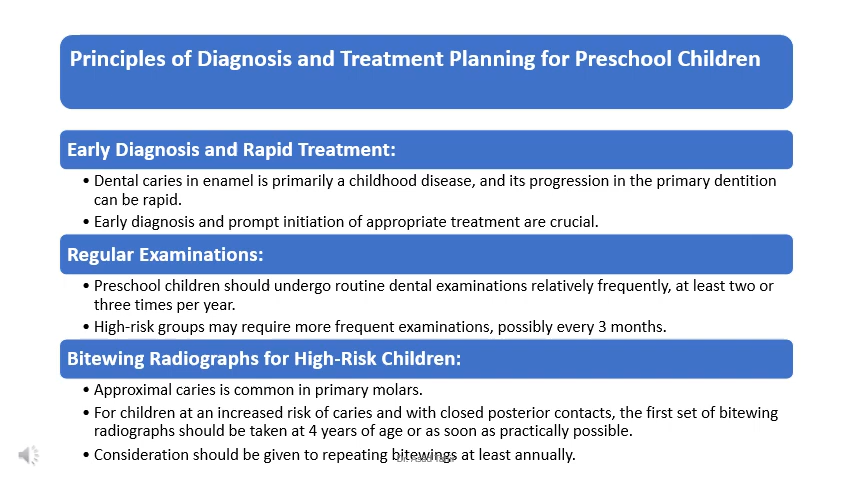 Principles of Diagnosis and Treatment Planning for Preschool Children
Early Diagnosis and Rapid Treatment:
• Dental caries in enamel is primarily a childhood disease, and its progression in the primary dentition
can be rapid.
• Early diagnosis and prompt initiation of appropriate treatment are crucial.
Regular Examinations:
• Preschool children should undergo routine dental examinations relatively frequently, at least two or
three times per year.
• High-risk groups may require more frequent examinations, possibly every 3 months.
Bitewing Radiographs for High-Risk Children:
• Approximal caries is common in primary molars.
• For children at an increased risk of caries and with closed posterior contacts, the first set of bitewing
radiographs should be taken at 4 years of age or as soon as practically possible.
• Consideration should be given to repeating bitewings at least annually.